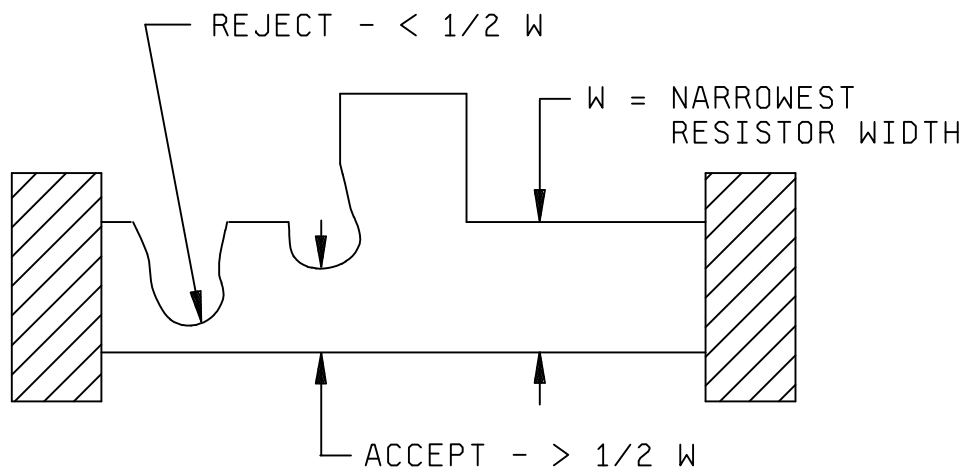 REJECT - < 1/2 W
W = NARROWEST
RESISTOR WIDTH
ACCEPT - > 1/2 W